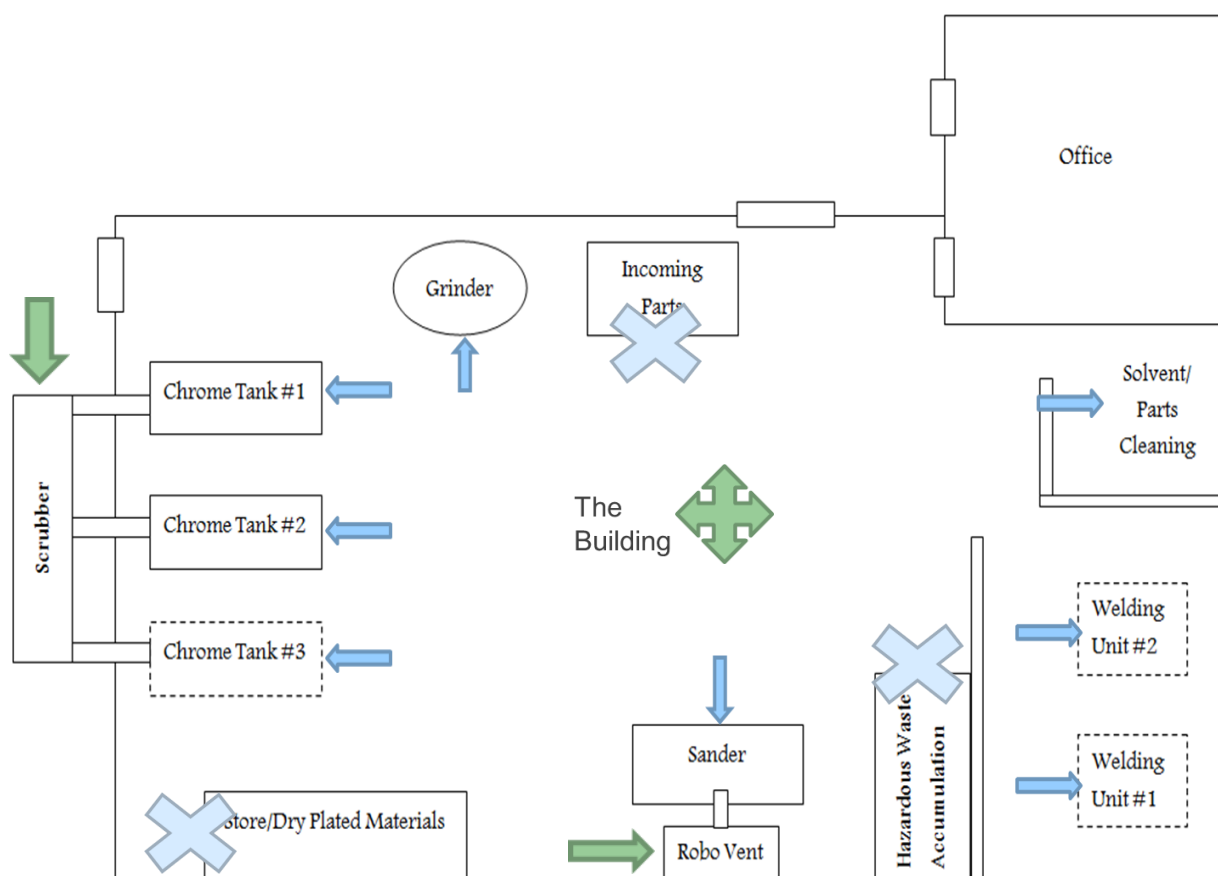 Office
Grinder
Incoming
Parts
Chrome Tank #1
Solvent/
Parts
Cleaning
Scrubber
Chrome Tank #2
The
Building
Welding
Unit #2
Chrome Tank #3
Sander
Hazardous Waste
Accumulation
Welding
Unit #1
Store/Dry Plated Materials
Robo Vent